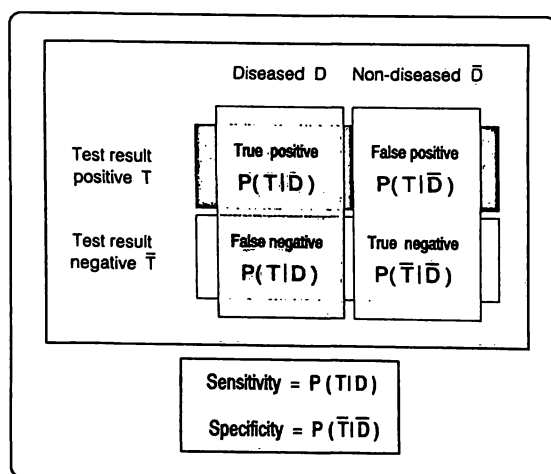 Diseased D Non-diseased D̄
Test result
positive T
True positive
P(T|D)
False positive
P(T|D̄)
Test result
negative T̄
False negative
P(T|D)
True negative
P(T̄|D̄)
Sensitivity = P(T|D)
Specificity = P(T̄|D̄)